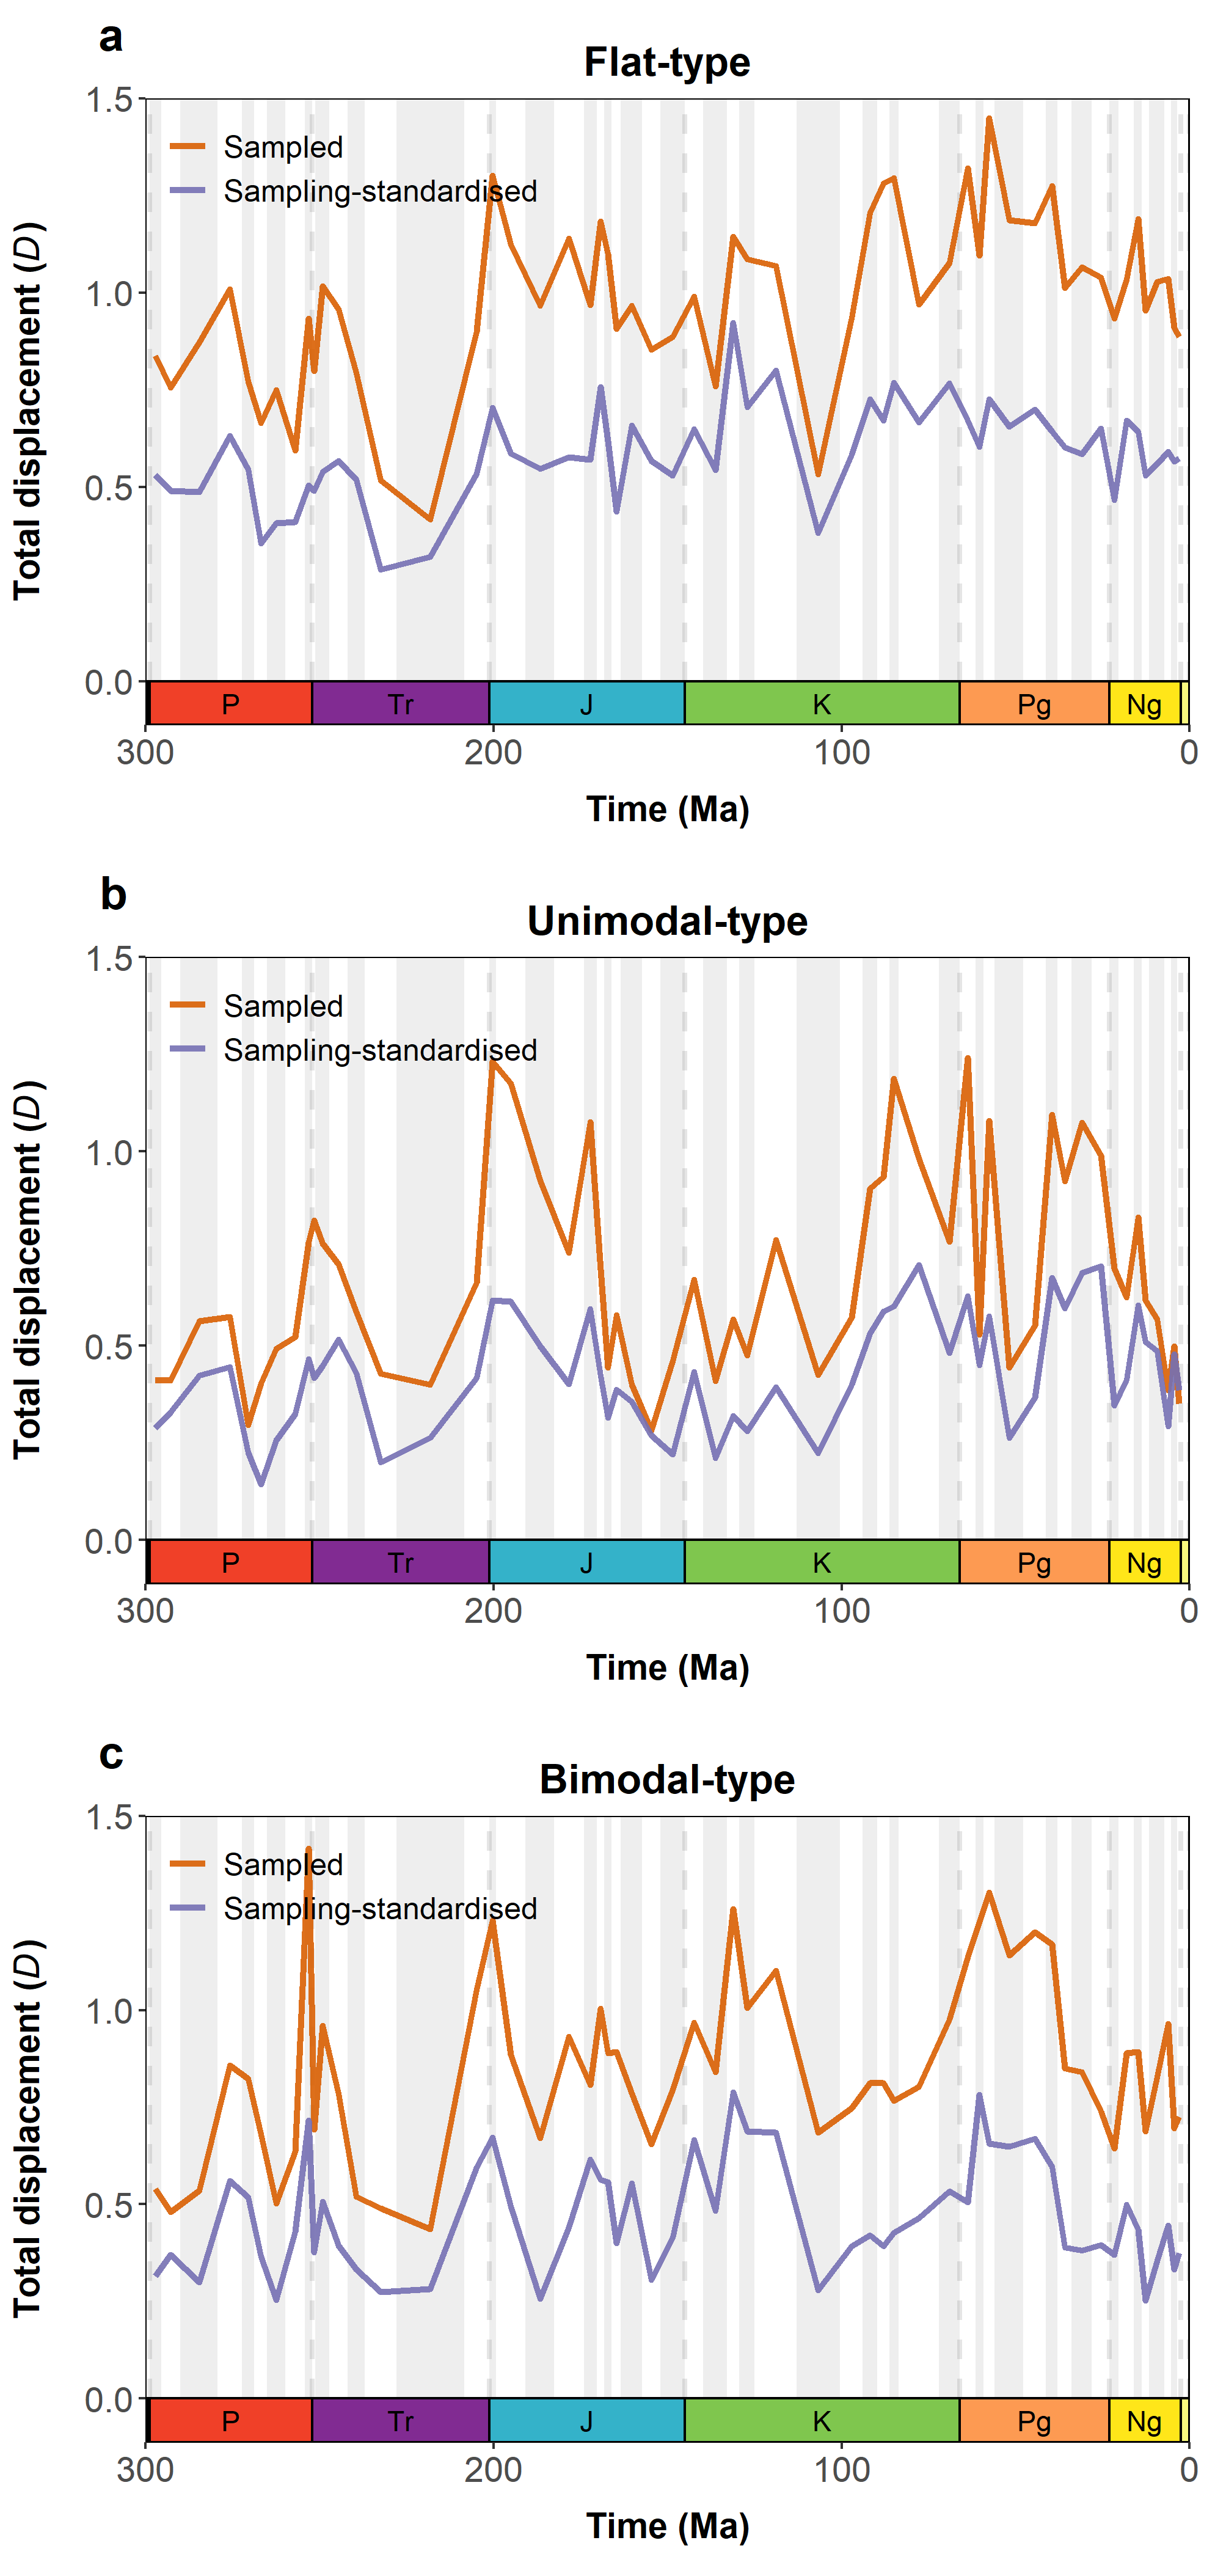 a
Flat-type
Total displacement (D)
1.5
1.0
0.5
0.0
Sampled
Sampling-standardised
P Tr J K Pg Ng
300 200 100 0
Time (Ma)
b
Unimodal-type
Total displacement (D)
1.5
1.0
0.5
0.0
Sampled
Sampling-standardised
P Tr J K Pg Ng
300 200 100 0
Time (Ma)
c
Bimodal-type
Total displacement (D)
1.5
1.0
0.5
0.0
Sampled
Sampling-standardised
P Tr J K Pg Ng
300 200 100 0
Time (Ma)